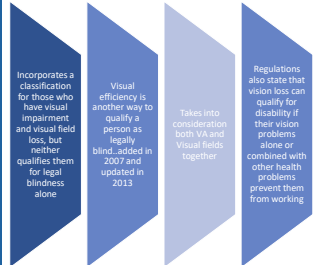 Incorporates a
classification
for those who
have visual
impairment
and visual field
loss, but
neither
qualifies them
for legal
blindness
alone
Visual
efficiency is
another way to
qualify a
person as
legally
blind..added in
2007 and
updated in
2013
Takes into
consideration
both VA and
Visual fields
together
Regulations
also state that
vision loss can
qualify for
disability if
their vision
problems
alone or
combined with
other health
problems
prevent them
from working